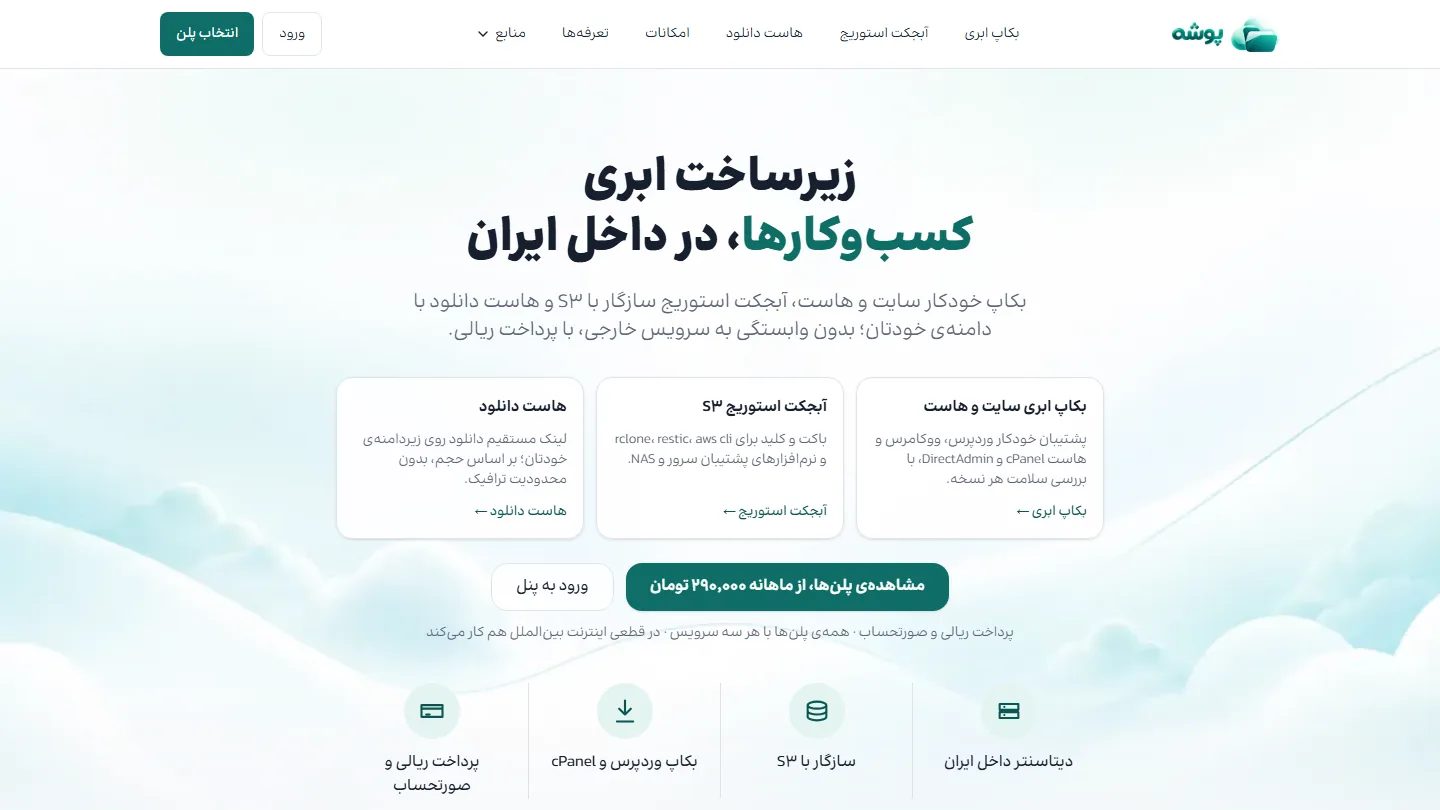 پوشه
بکاپ ابری
آبجکت استوریج
هاست دانلود
امکانات
تعرفه‌ها
منابع
ورود
انتخاب پلن
زیرساخت ابری
کسب‌وکارها، در داخل ایران
بکاپ خودکار سایت و هاست، آبجکت استوریج سازگار با S۳ و هاست دانلود با
دامنه‌ی خودتان؛ بدون وابستگی به سرویس خارجی، با پرداخت ریالی.
بکاپ ابری سایت و هاست
پشتیبان خودکار وردپرس، ووکامرس و
هاست cPanel و DirectAdmin، با
بررسی سلامت هر نسخه.
بکاپ ابری ←
آبجکت استوریج S۳
باکت و کلید برای rclone، restic، aws cli
و نرم‌افزارهای پشتیبان سرور و NAS.
آبجکت استوریج ←
هاست دانلود
لینک مستقیم دانلود روی زیردامنه‌ی
خودتان؛ بر اساس حجم، بدون
محدودیت ترافیک.
هاست دانلود ←
مشاهده‌ی پلن‌ها، از ماهانه ۲۹۰,۰۰۰ تومان
ورود به پنل
پرداخت ریالی و صورتحساب · همه‌ی پلن‌ها با هر سه سرویس · در قطعی اینترنت بین‌الملل هم کار می‌کند
دیتاسنتر داخل ایران
سازگار با S۳
بکاپ وردپرس و cPanel
پرداخت ریالی و
صورتحساب